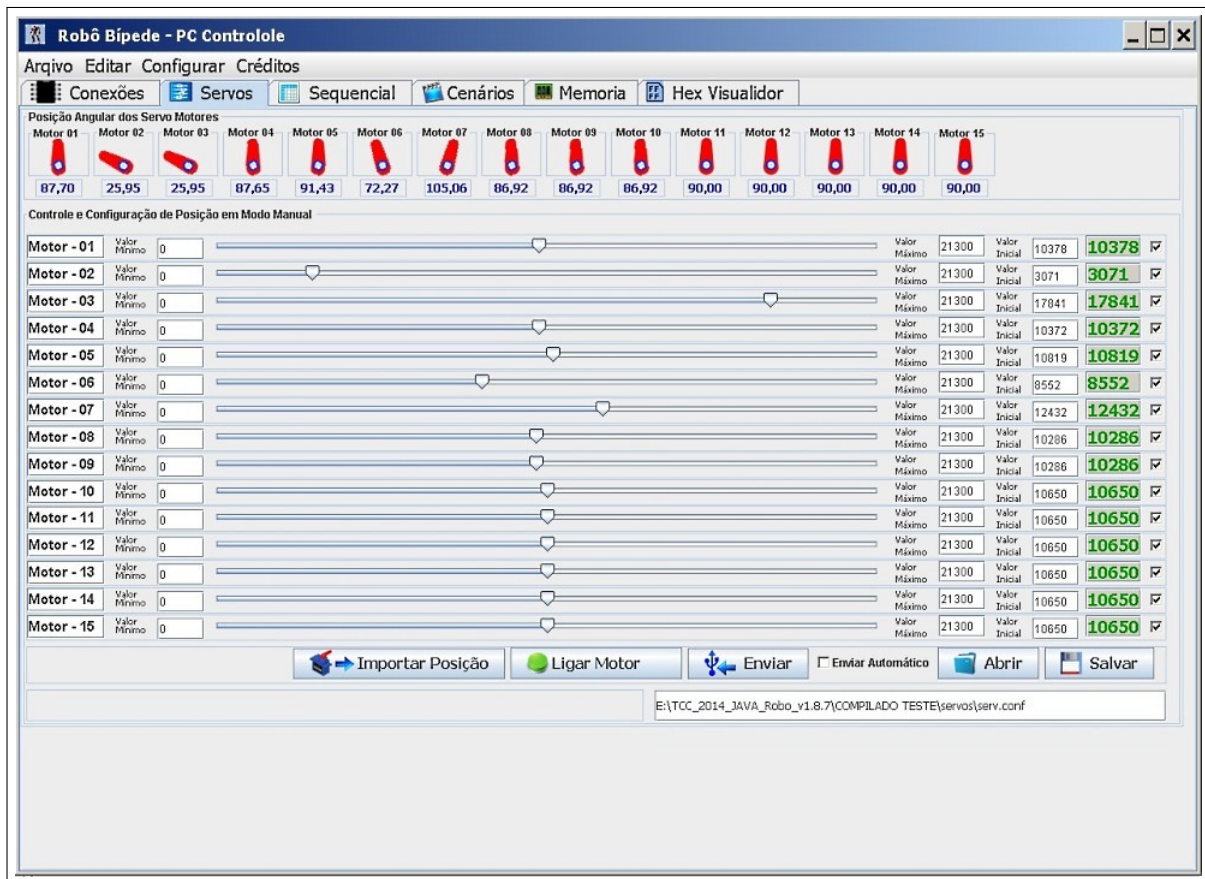 Robô Bípede - PC Controlole
Arqivo Editar Configurar Créditos
Conexões Servos Sequencial Cenários Memoria Hex Visualidor
Posição Angular dos Servo Motores
Motor 01 Motor 02 Motor 03 Motor 04 Motor 05 Motor 06 Motor 07 Motor 08 Motor 09 Motor 10 Motor 11 Motor 12 Motor 13 Motor 14 Motor 15
87,70 25,95 25,95 87,65 91,43 72,27 105,06 86,92 86,92 86,92 90,00 90,00 90,00 90,00 90,00
Controle e Configuração de Posição em Modo Manual
Motor - 01 Valor Mínimo 0 Valor Máximo 21300 Valor Inicial 10378 10378
Motor - 02 Valor Mínimo 0 Valor Máximo 21300 Valor Inicial 3071 3071
Motor - 03 Valor Mínimo 0 Valor Máximo 21300 Valor Inicial 17841 17841
Motor - 04 Valor Mínimo 0 Valor Máximo 21300 Valor Inicial 10372 10372
Motor - 05 Valor Mínimo 0 Valor Máximo 21300 Valor Inicial 10819 10819
Motor - 06 Valor Mínimo 0 Valor Máximo 21300 Valor Inicial 8552 8552
Motor - 07 Valor Mínimo 0 Valor Máximo 21300 Valor Inicial 12432 12432
Motor - 08 Valor Mínimo 0 Valor Máximo 21300 Valor Inicial 10286 10286
Motor - 09 Valor Mínimo 0 Valor Máximo 21300 Valor Inicial 10286 10286
Motor - 10 Valor Mínimo 0 Valor Máximo 21300 Valor Inicial 10650 10650
Motor - 11 Valor Mínimo 0 Valor Máximo 21300 Valor Inicial 10650 10650
Motor - 12 Valor Mínimo 0 Valor Máximo 21300 Valor Inicial 10650 10650
Motor - 13 Valor Mínimo 0 Valor Máximo 21300 Valor Inicial 10650 10650
Motor - 14 Valor Mínimo 0 Valor Máximo 21300 Valor Inicial 10650 10650
Motor - 15 Valor Mínimo 0 Valor Máximo 21300 Valor Inicial 10650 10650
Importar Posição Ligar Motor Enviar Enviar Automático Abrir Salvar
E:\TCC_2014_JAVA_Robo_v1.8.7\COMPILADO TESTE\servos\serv.conf